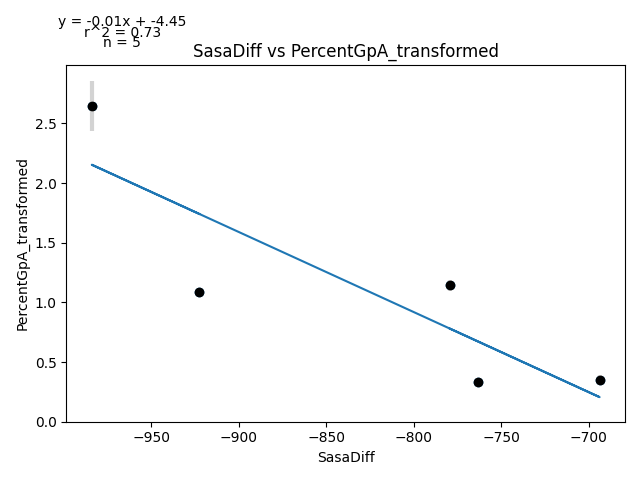 y = -0.01x + -4.45
r^2 = 0.73
n = 5
SasaDiff vs PercentGpA_transformed
PercentGpA_transformed
2.5
2.0
1.5
1.0
0.5
0.0
−950 −900 −850 −800 −750 −700
SasaDiff